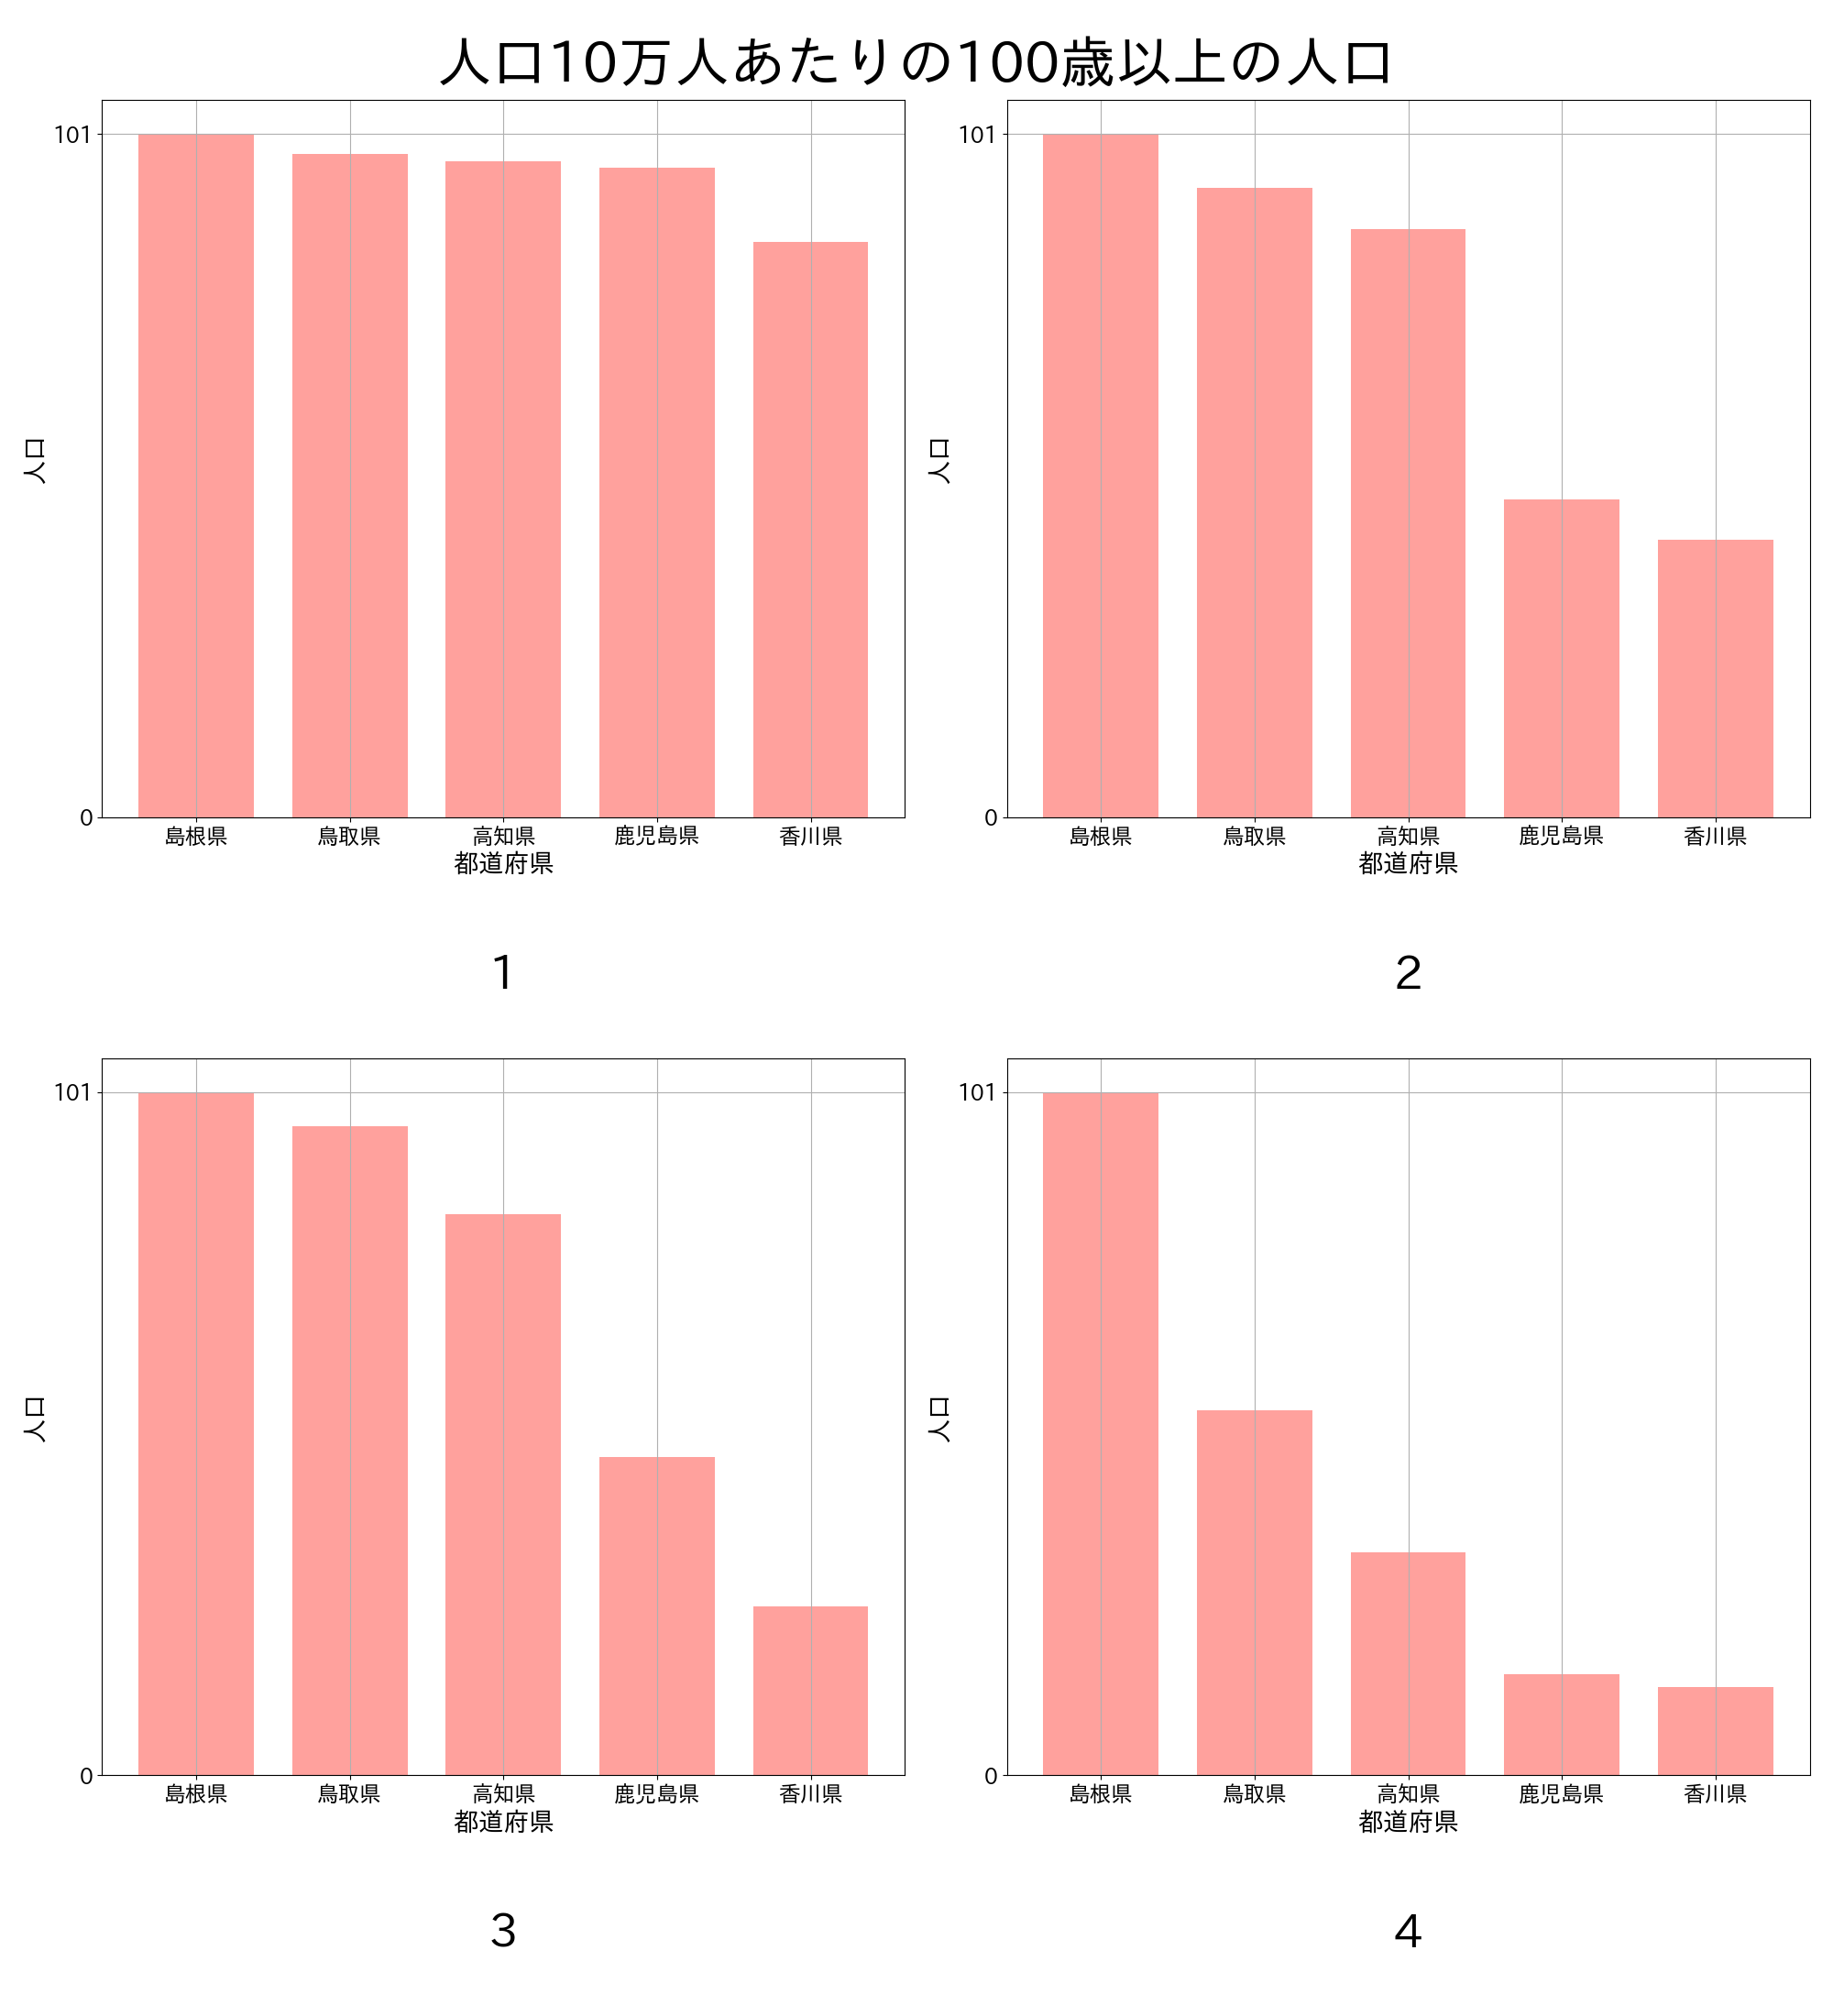 人口10万人あたりの100歳以上の人口
101
0
人口
島根県 鳥取県 高知県 鹿児島県 香川県
都道府県
1
101
0
人口
島根県 鳥取県 高知県 鹿児島県 香川県
都道府県
2
101
0
人口
島根県 鳥取県 高知県 鹿児島県 香川県
都道府県
3
101
0
人口
島根県 鳥取県 高知県 鹿児島県 香川県
都道府県
4